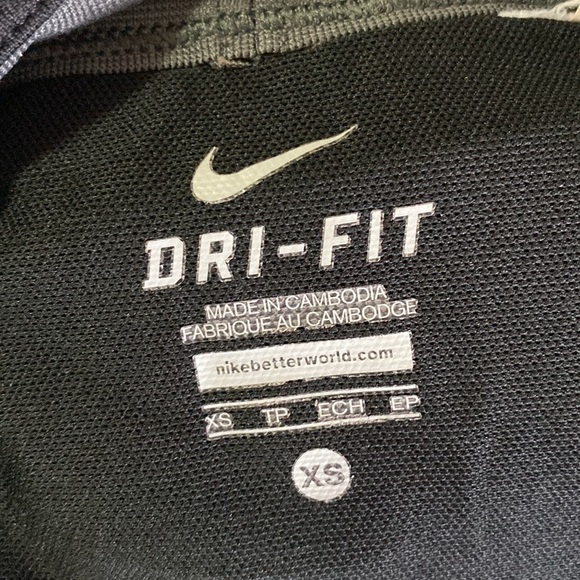 DRI-FIT
MADE IN CAMBODIA
FABRIQUE AU CAMBODGE
nikebetterworld.com
XS TP ECH EP
XS